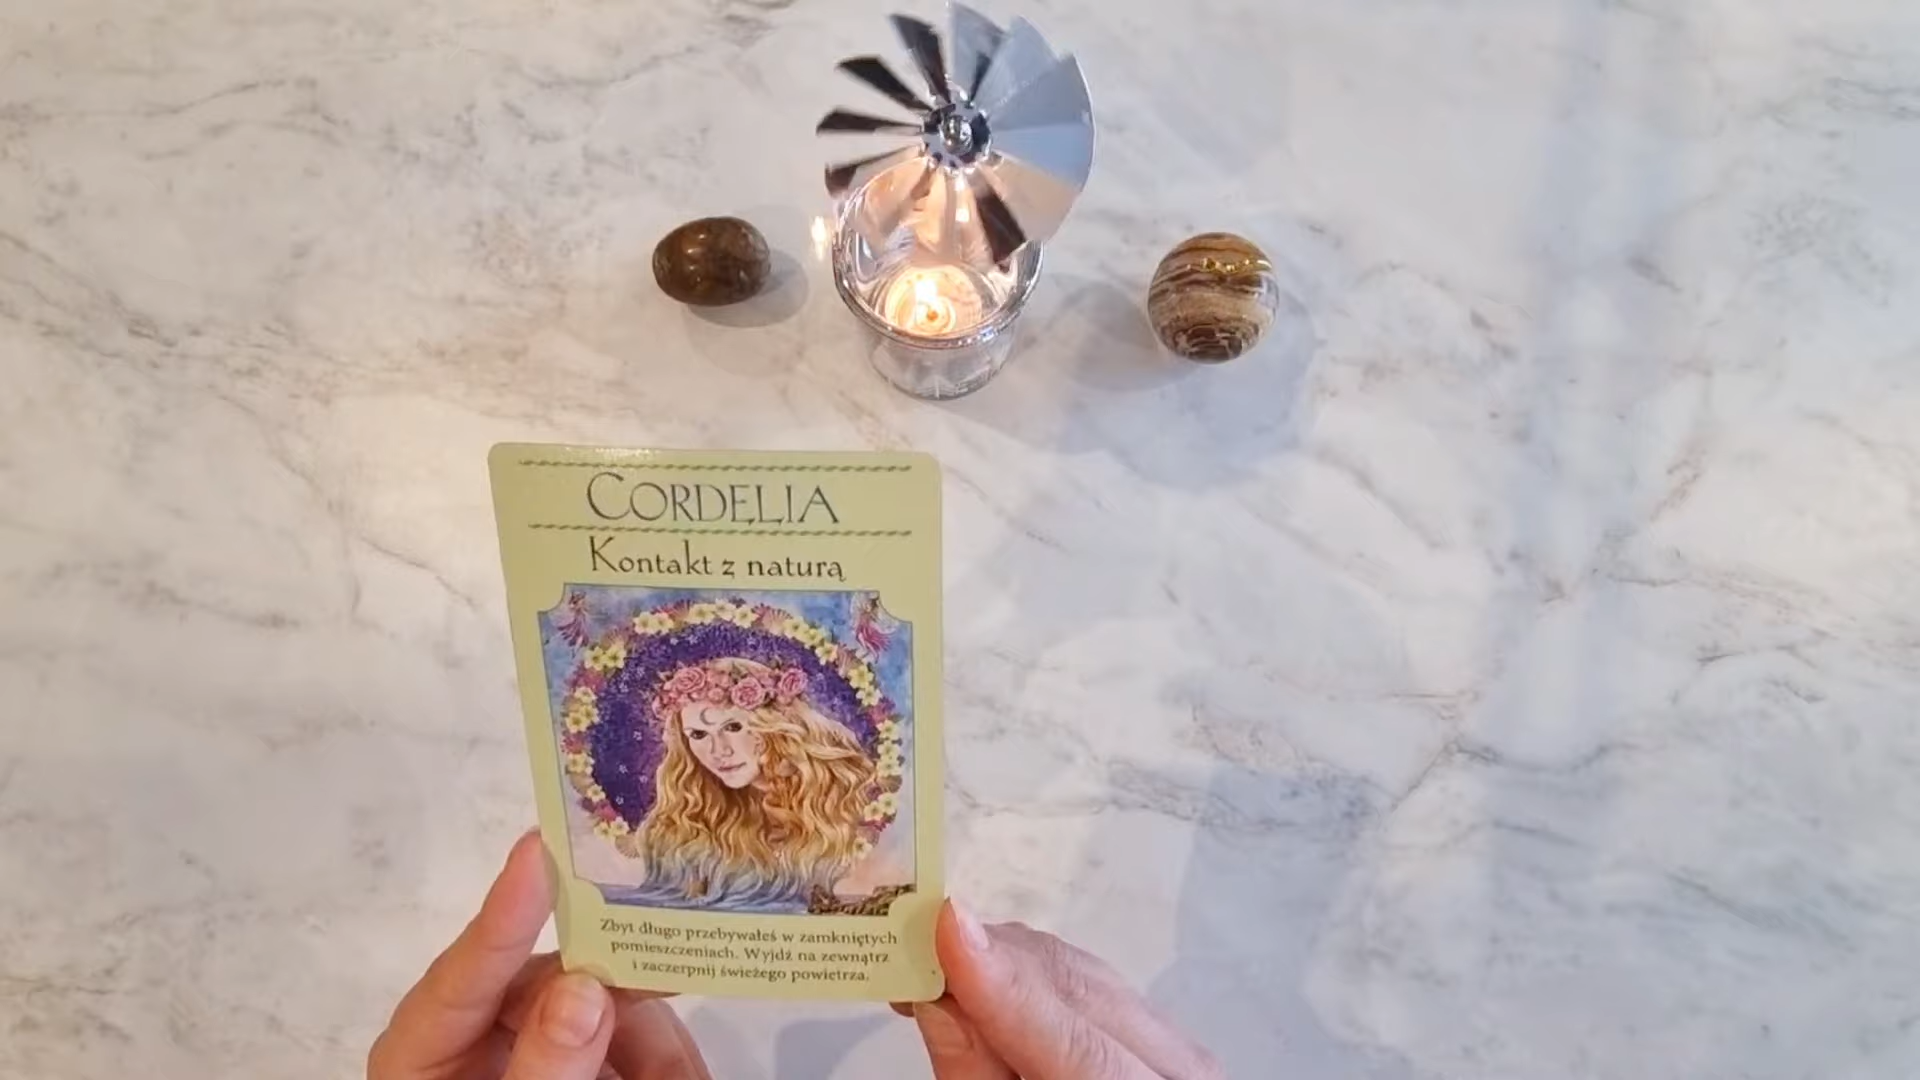 CORDELIA
Kontakt z naturą
Zbyt długo przebywałeś w zamkniętych
pomieszczeniach. Wyjdź na zewnątrz
i zaczerpnij świeżego powietrza.